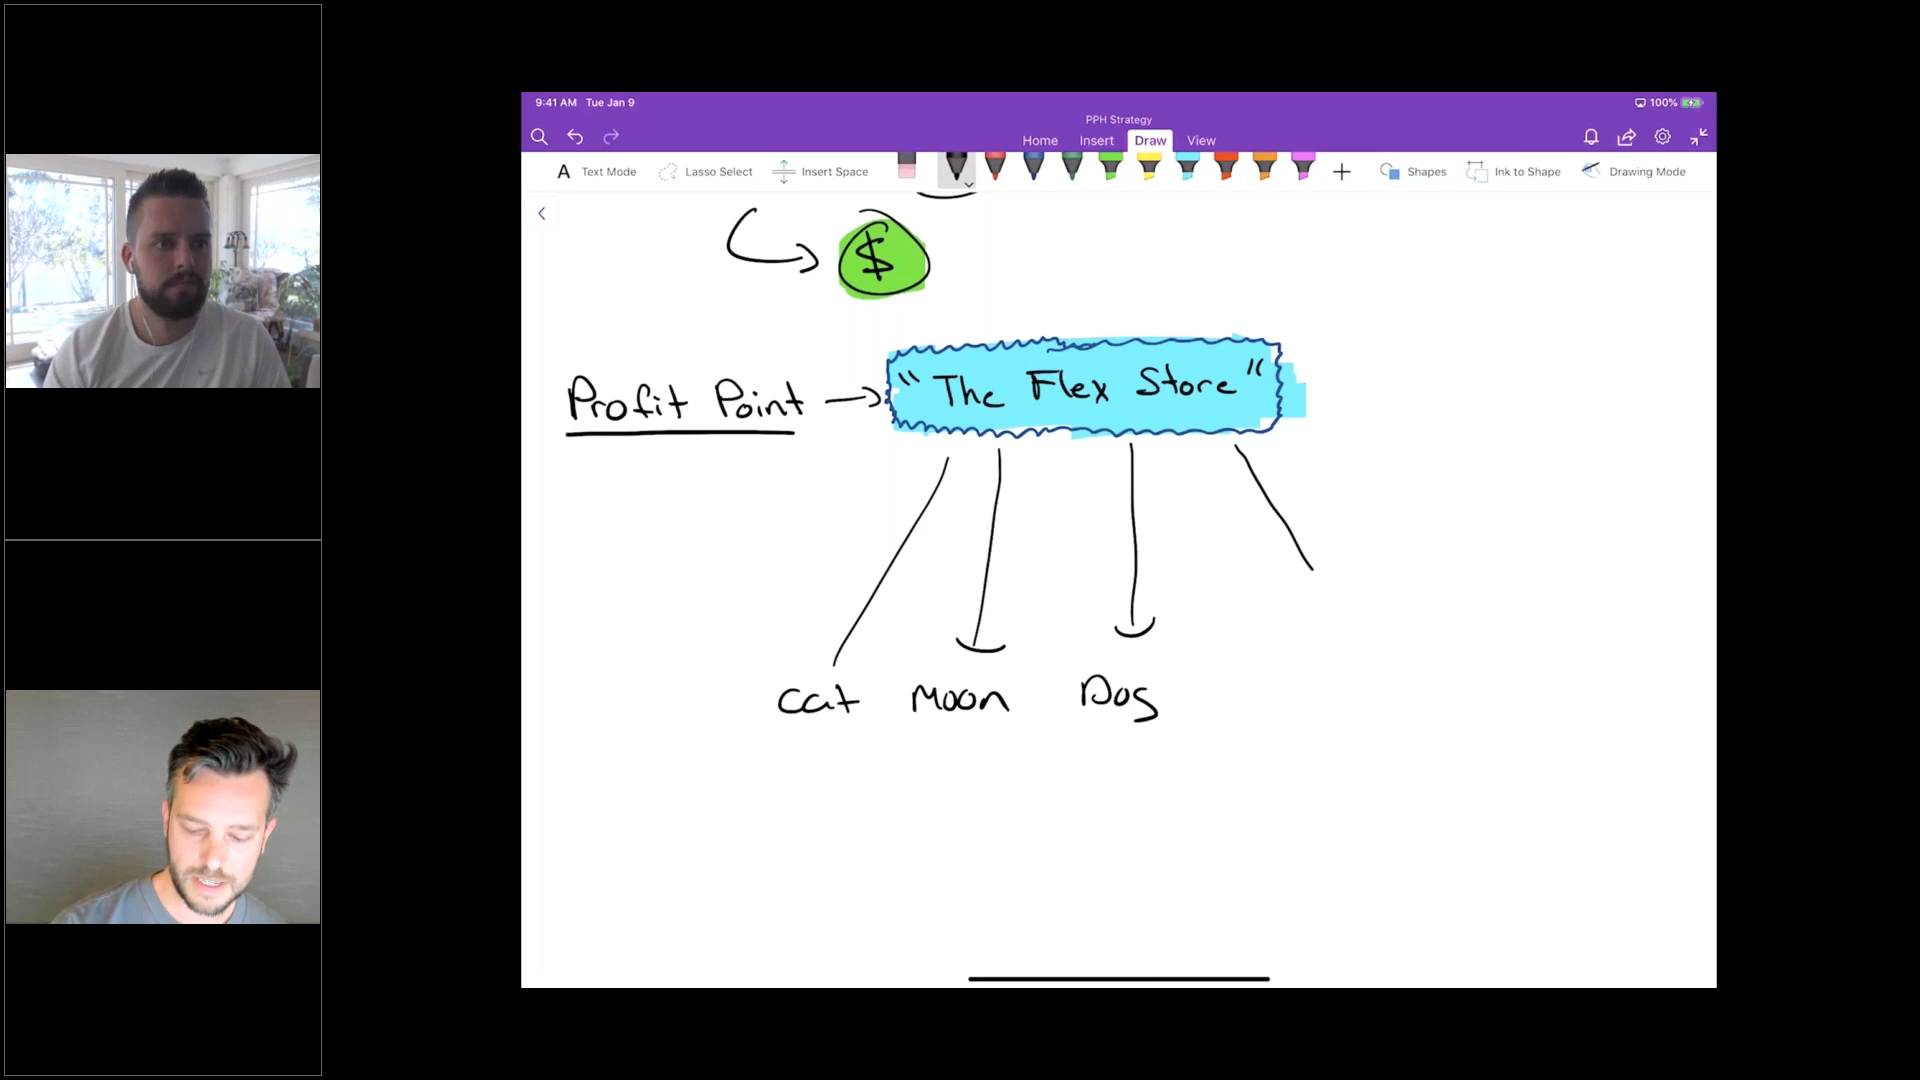 9:41 AM Tue Jan 9
100%
PPH Strategy
Home Insert Draw View
A Text Mode Lasso Select Insert Space Shapes Ink to Shape Drawing Mode
$
Profit Point "The Flex Store"
Cat Moon Dog